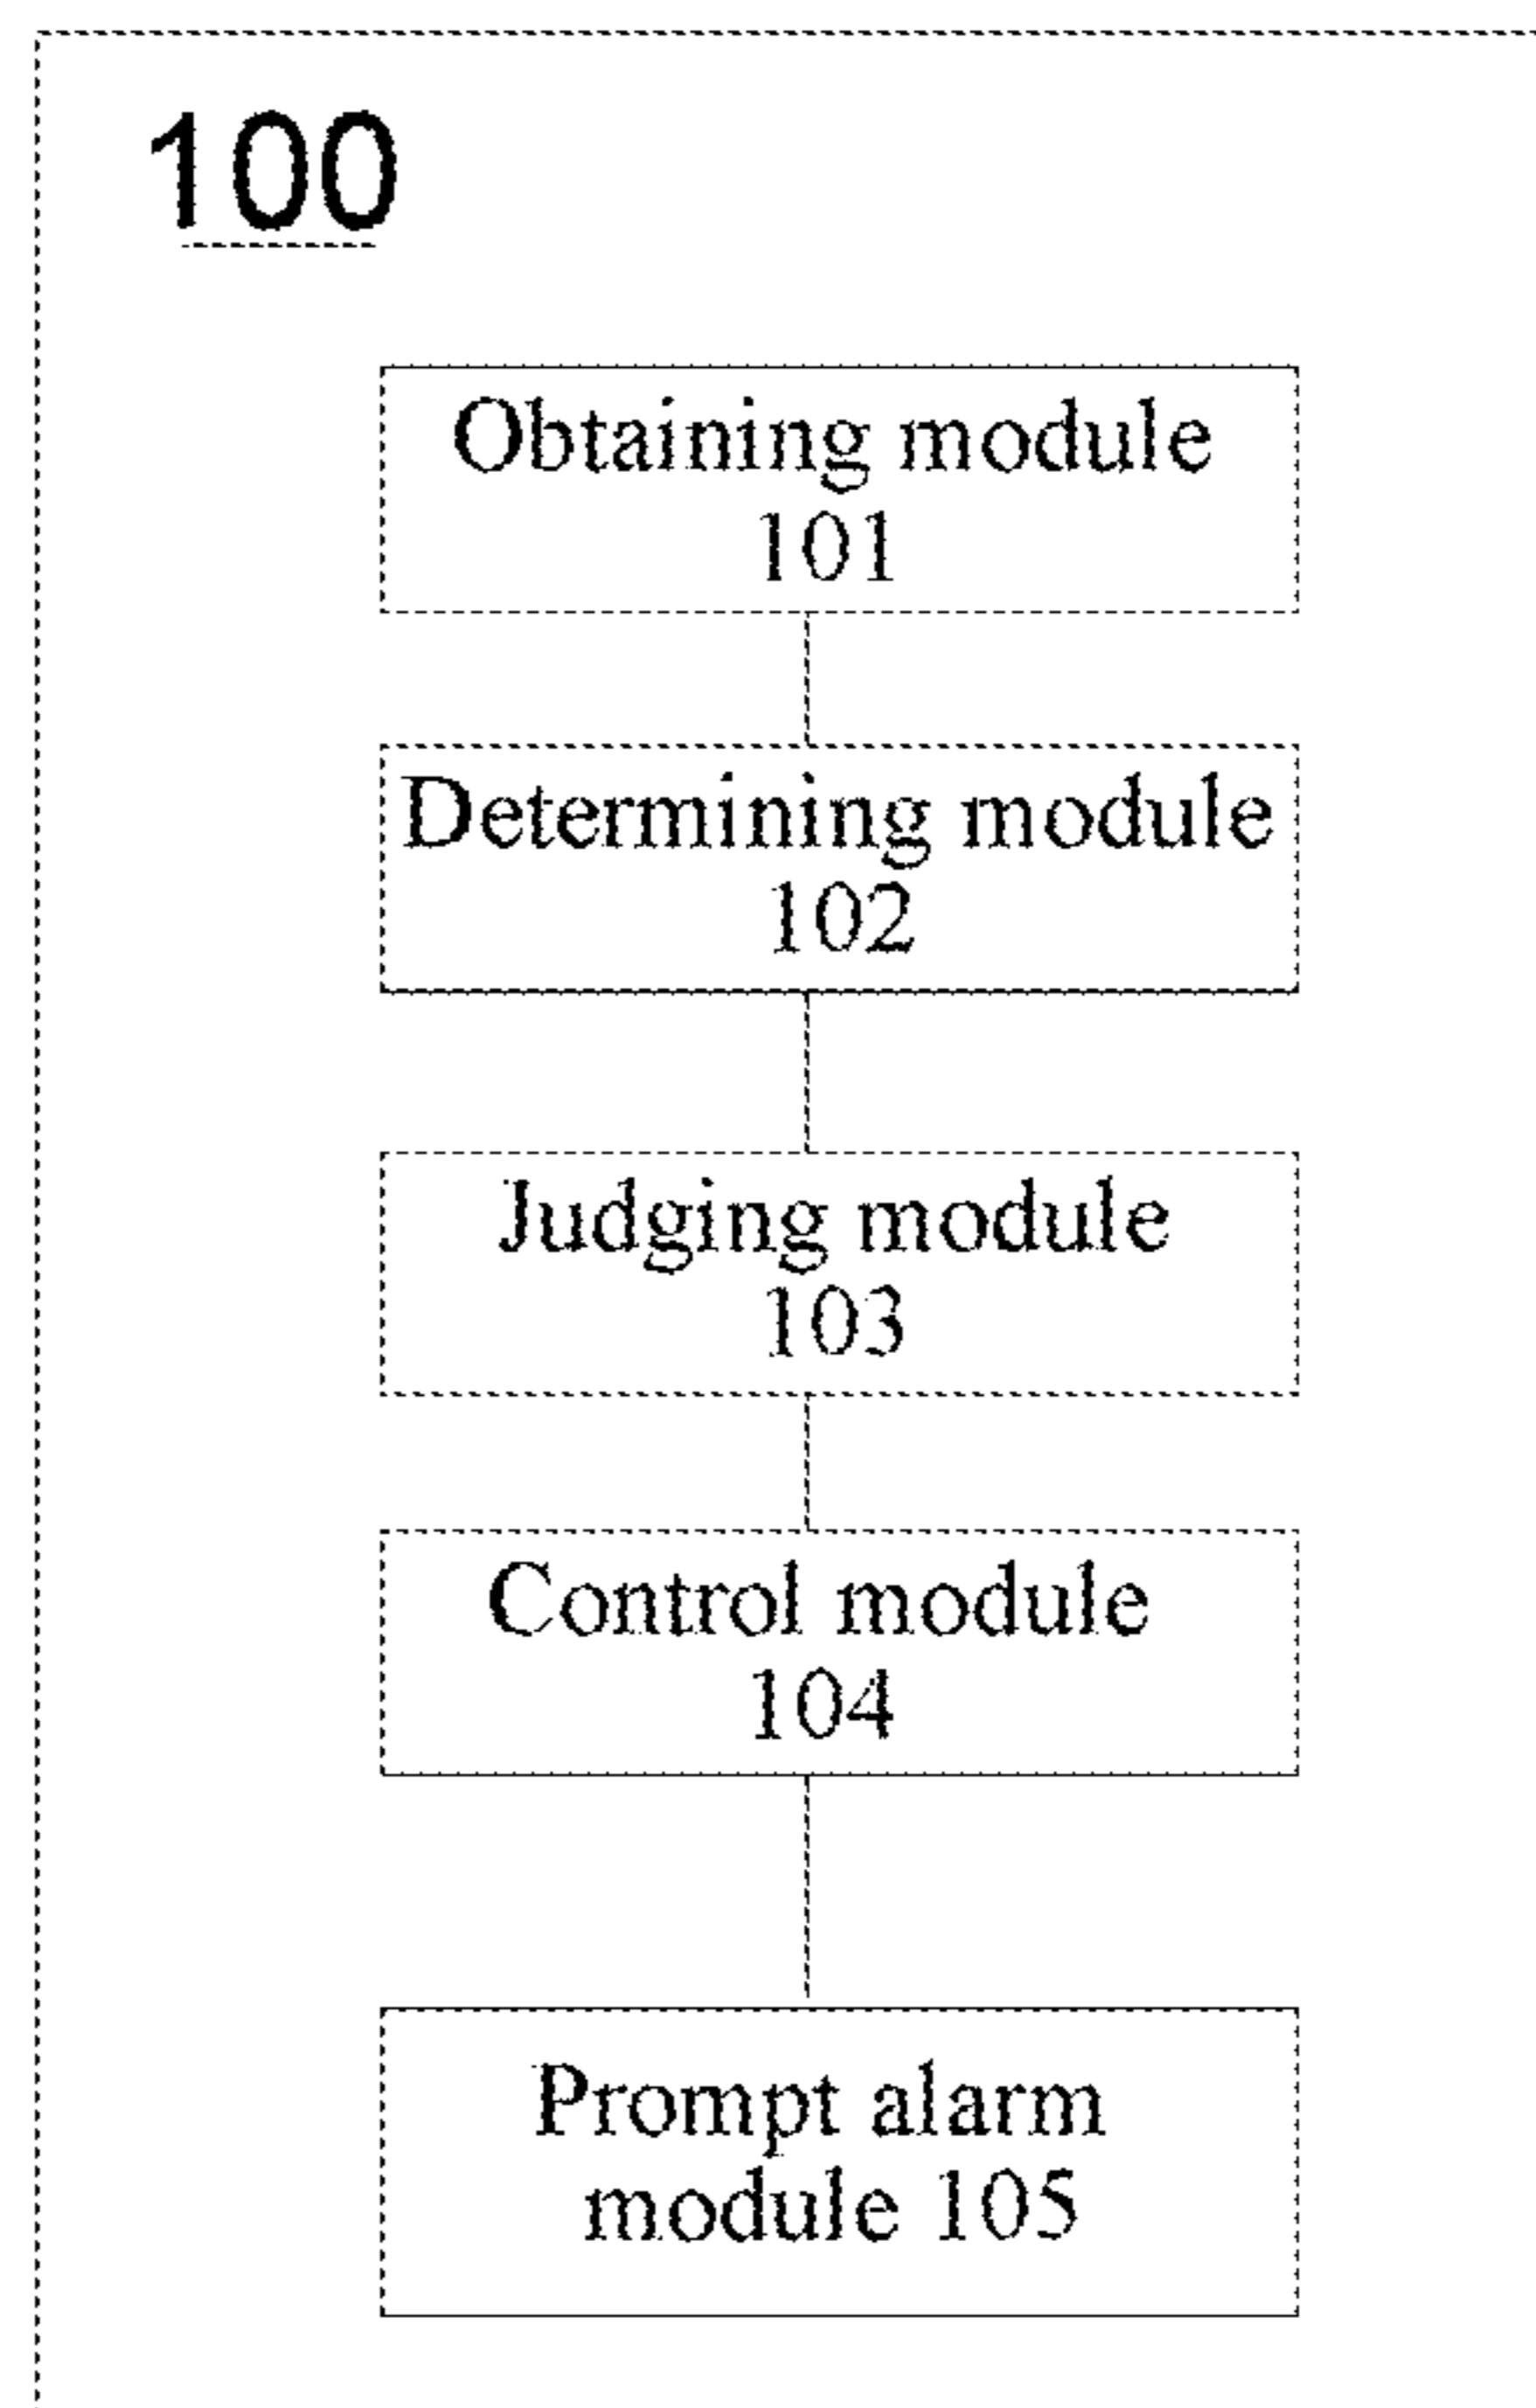 100
Obtaining module
101
Determining module
102
Judging module
103
Control module
104
Prompt alarm
module 105